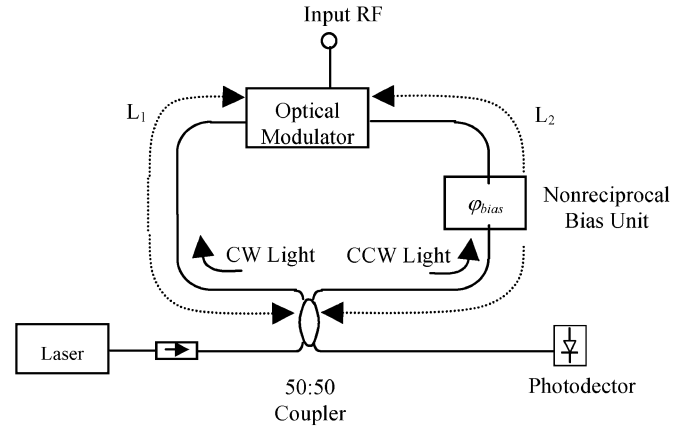 Input RF
L1
Optical
Modulator
L2
φbias
Nonreciprocal
Bias Unit
CW Light
CCW Light
Laser
50:50
Coupler
Photodector